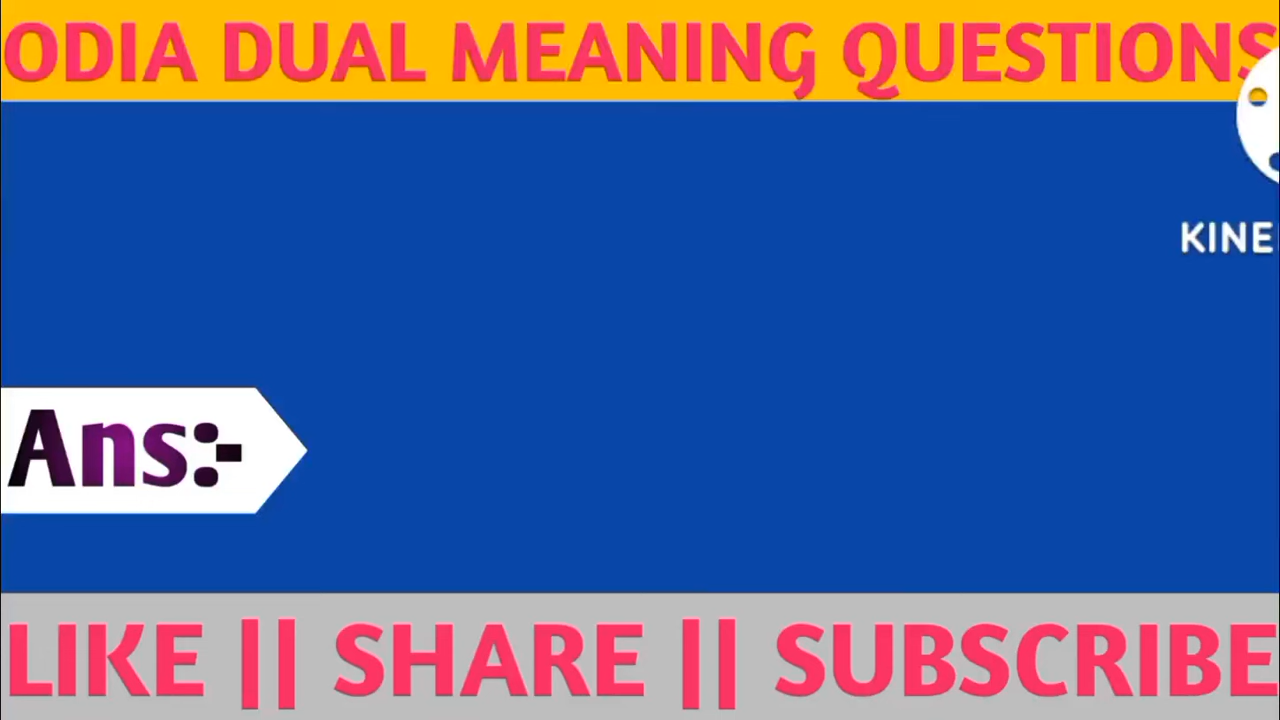 ODIA DUAL MEANING QUESTIONS
KINE
Ans:-
LIKE || SHARE || SUBSCRIBE